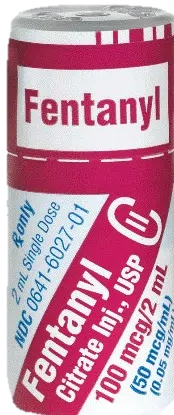 Fentanyl
Rx only
2 mL Single Dose
NDC 0641-6027-01
Fentanyl
Citrate Inj., USP
CII
100 mcg/2 mL
(50 mcg/mL)
(0.05 mg/mL)